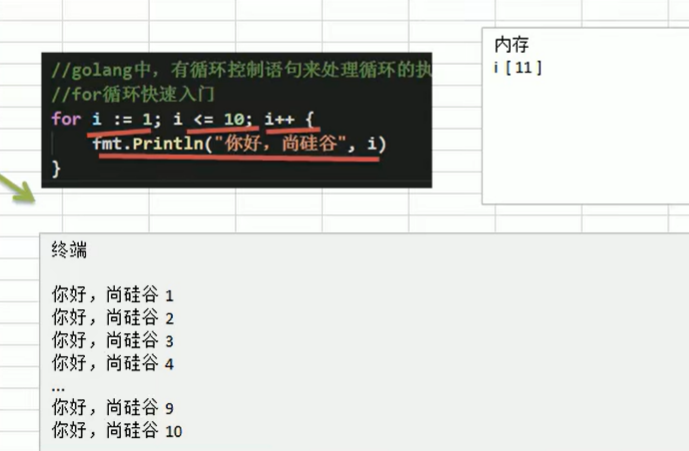 //golang中，有循环控制语句来处理循环的执
//for循环快速入门
for i := 1; i <= 10; i++ {
fmt.Println("你好，尚硅谷", i)
}
内存
i [ 11 ]
终端
你好，尚硅谷 1
你好，尚硅谷 2
你好，尚硅谷 3
你好，尚硅谷 4
...
你好，尚硅谷 9
你好，尚硅谷 10